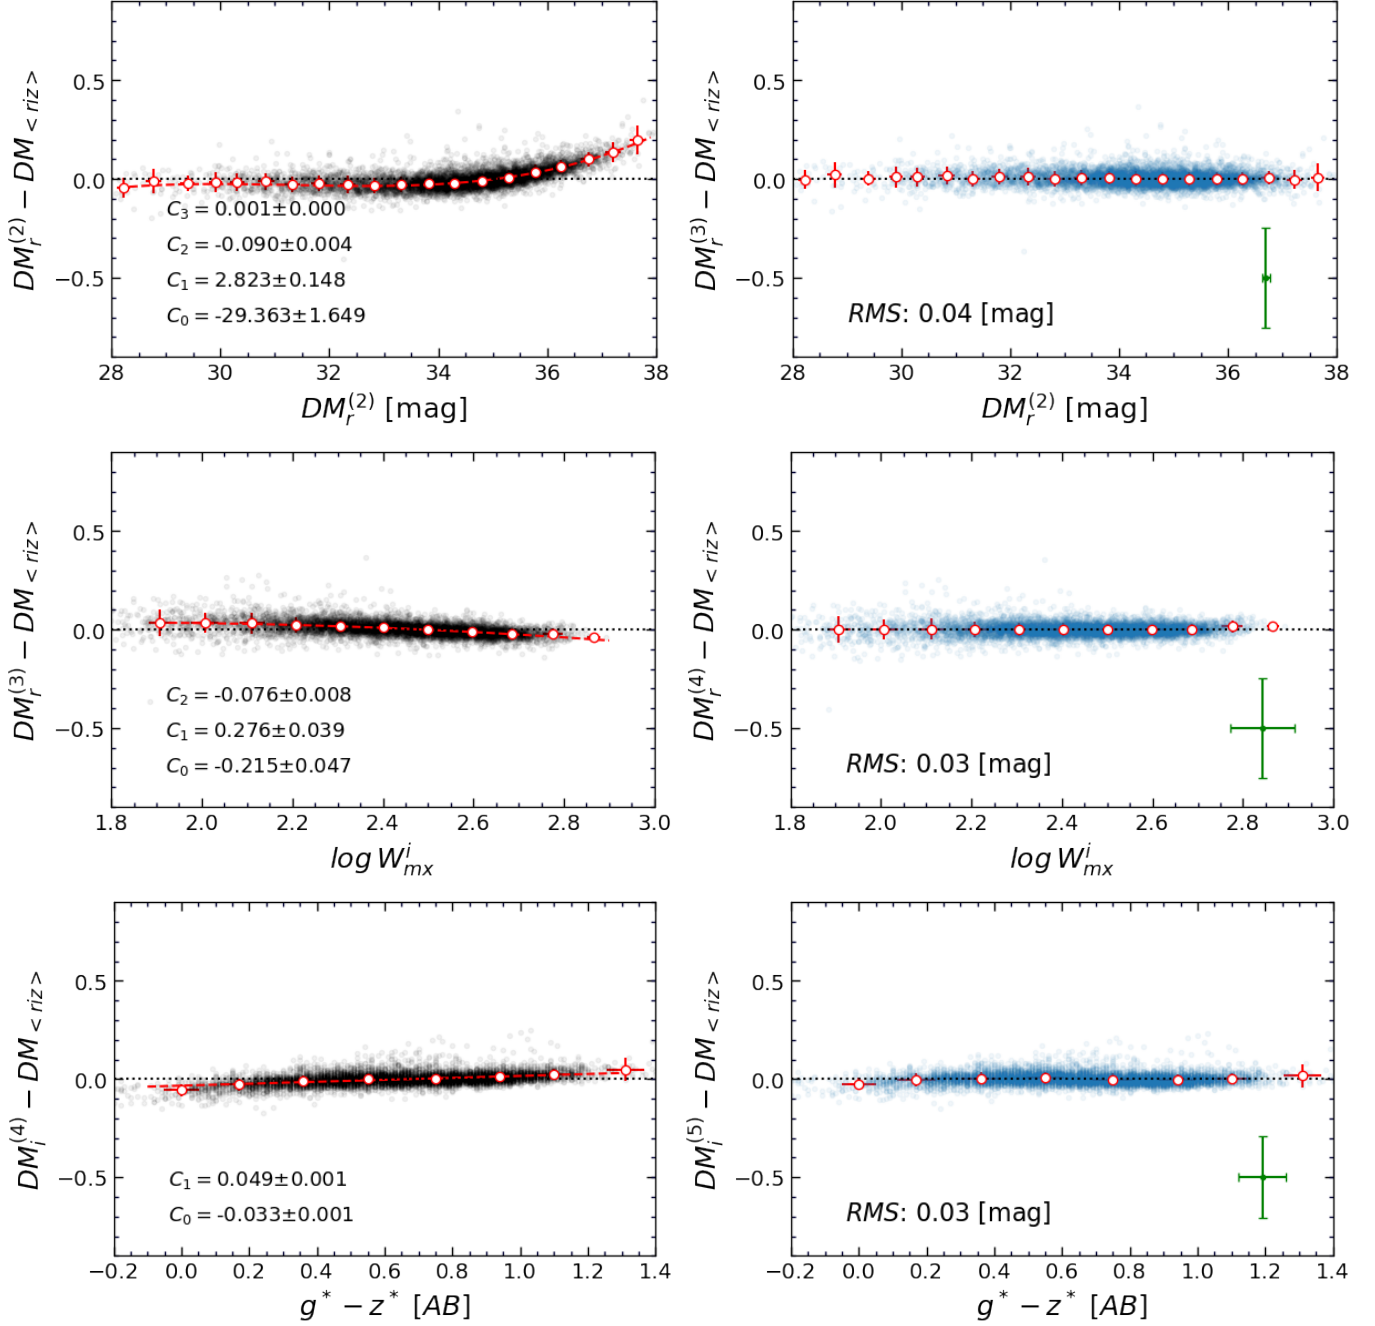 DM_r^(2) − DM_<riz>
0.5
0.0
−0.5
C₃ = 0.001±0.000
C₂ = -0.090±0.004
C₁ = 2.823±0.148
C₀ = -29.363±1.649
28 30 32 34 36 38
DM_r^(2) [mag]
DM_r^(3) − DM_<riz>
0.5
0.0
−0.5
RMS: 0.04 [mag]
28 30 32 34 36 38
DM_r^(2) [mag]
DM_r^(3) − DM_<riz>
0.5
0.0
−0.5
C₂ = -0.076±0.008
C₁ = 0.276±0.039
C₀ = -0.215±0.047
1.8 2.0 2.2 2.4 2.6 2.8 3.0
log W_mx^i
DM_r^(4) − DM_<riz>
0.5
0.0
−0.5
RMS: 0.03 [mag]
1.8 2.0 2.2 2.4 2.6 2.8 3.0
log W_mx^i
DM_i^(4) − DM_<riz>
0.5
0.0
−0.5
C₁ = 0.049±0.001
C₀ = -0.033±0.001
−0.2 0.0 0.2 0.4 0.6 0.8 1.0 1.2 1.4
g* − z* [AB]
DM_i^(5) − DM_<riz>
0.5
0.0
−0.5
RMS: 0.03 [mag]
−0.2 0.0 0.2 0.4 0.6 0.8 1.0 1.2 1.4
g* − z* [AB]